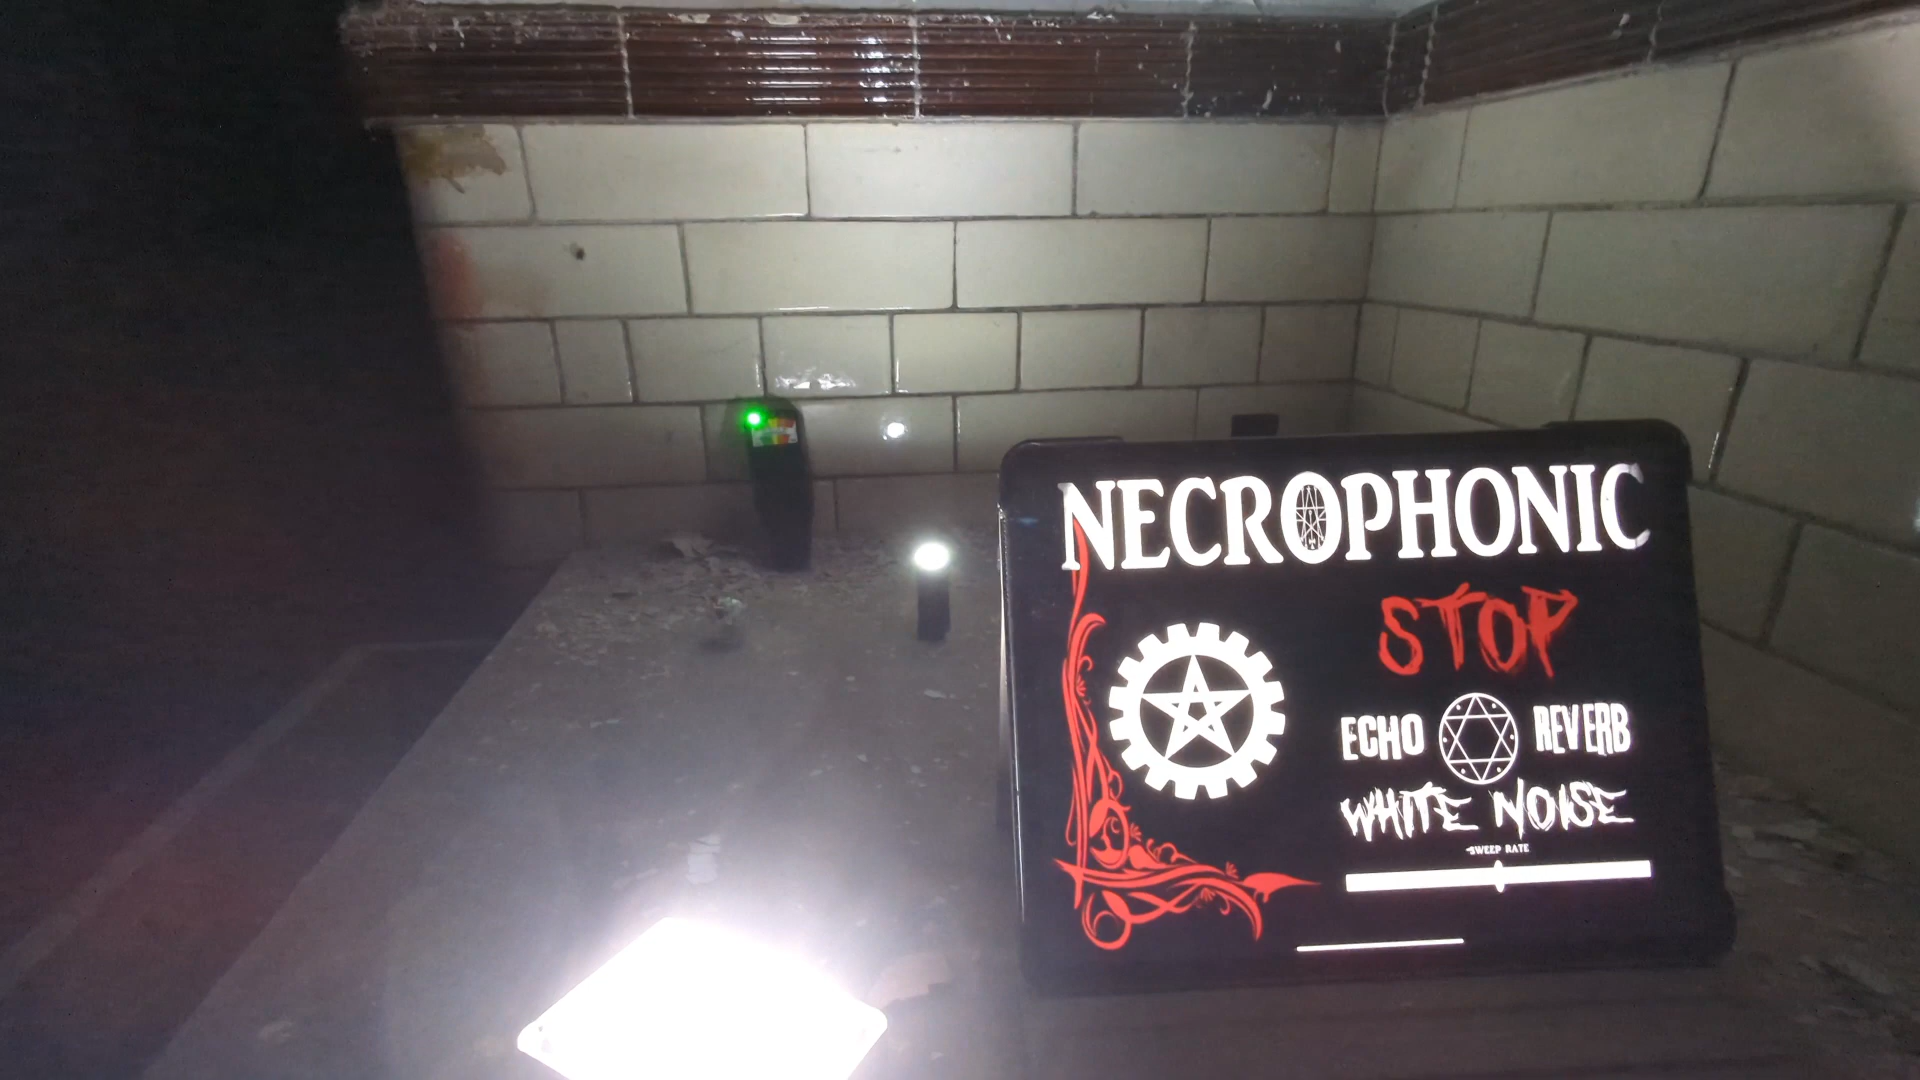 NECROPHONIC
STOP
ECHO REVERB
WHITE NOISE
SWEEP RATE